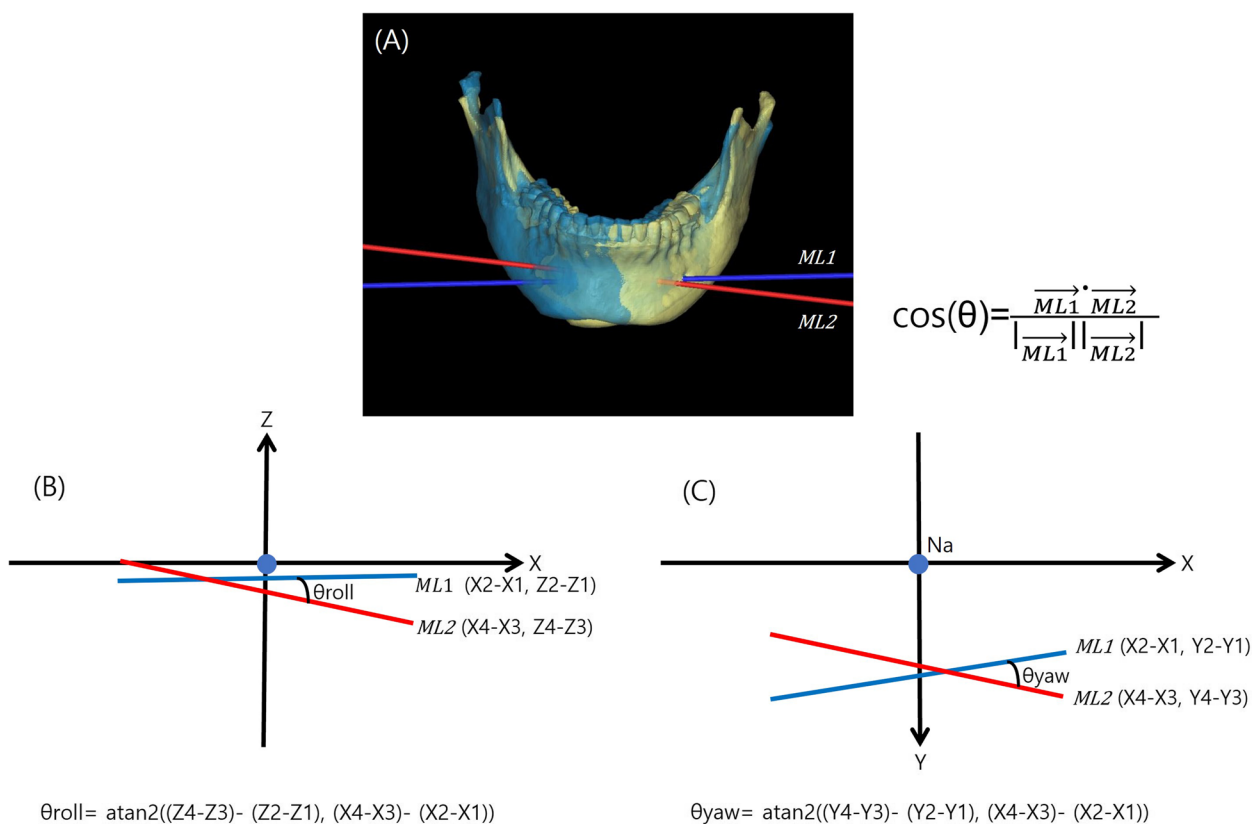 (A)
ML1
ML2
cos(θ)=
ML1·ML2
|ML1||ML2|
(B)
Z
X
θroll
ML1 (X2-X1, Z2-Z1)
ML2 (X4-X3, Z4-Z3)
θroll= atan2((Z4-Z3)- (Z2-Z1), (X4-X3)- (X2-X1))
(C)
Na
X
ML1 (X2-X1, Y2-Y1)
θyaw
ML2 (X4-X3, Y4-Y3)
Y
θyaw= atan2((Y4-Y3)- (Y2-Y1), (X4-X3)- (X2-X1))